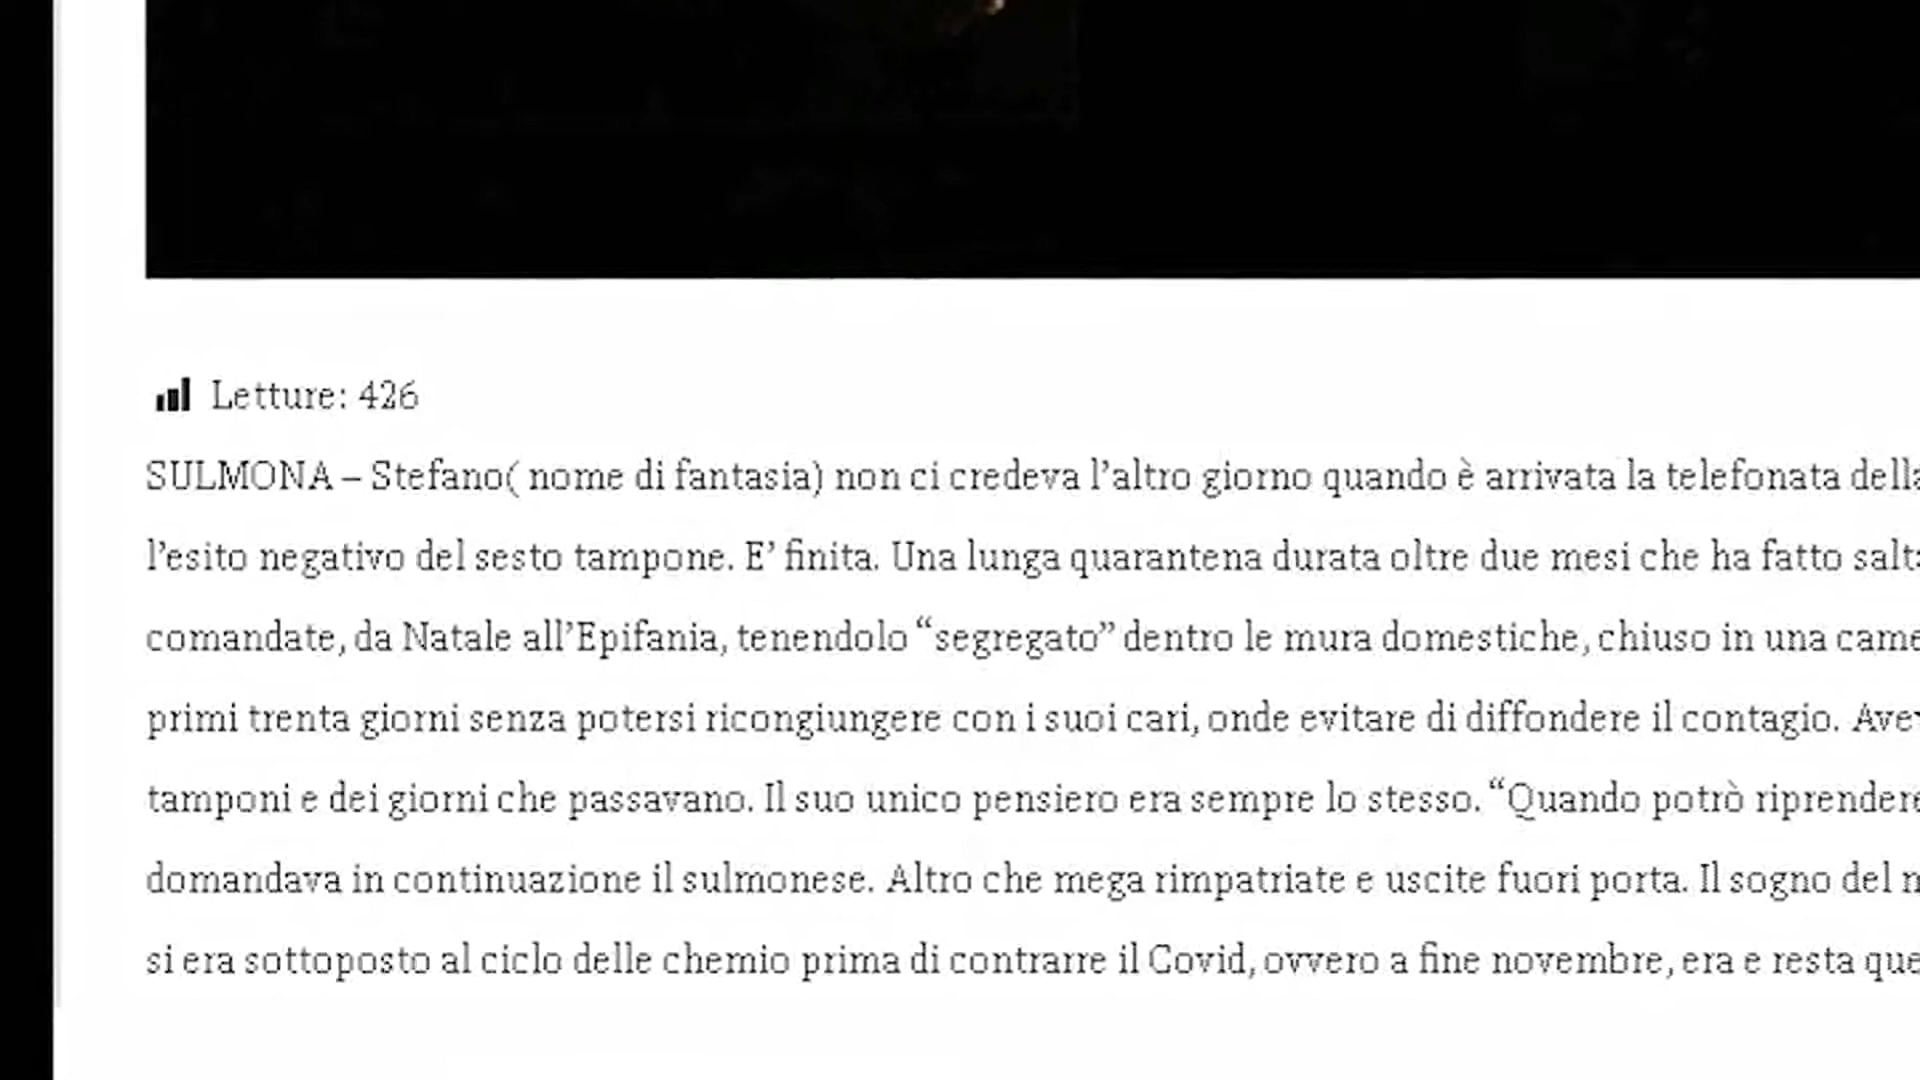 Letture: 426
SULMONA – Stefano( nome di fantasia) non ci credeva l’altro giorno quando è arrivata la telefonata della
l’esito negativo del sesto tampone. E’ finita. Una lunga quarantena durata oltre due mesi che ha fatto
comandate, da Natale all’Epifania, tenendolo “segregato” dentro le mura domestiche, chiuso in una
primi trenta giorni senza potersi ricongiungere con i suoi cari, onde evitare di diffondere il contagio.
tamponi e dei giorni che passavano. Il suo unico pensiero era sempre lo stesso. “Quando potrò riprendere
domandava in continuazione il sulmonese. Altro che mega rimpatriate e uscite fuori porta. Il sogno del
si era sottoposto al ciclo delle chemio prima di contrarre il Covid, ovvero a fine novembre, era e resta